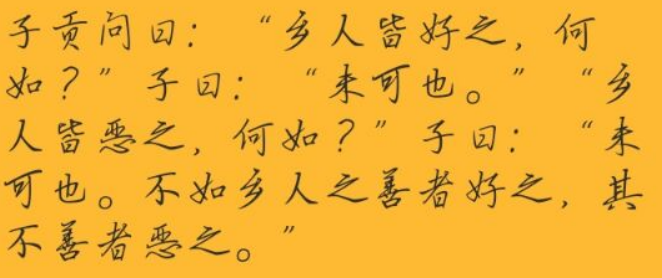 子贡问曰：“乡人皆好之，何
如？”子曰：“未可也。”“乡
人皆恶之，何如？”子曰：“未
可也。不如乡人之善者好之，其
不善者恶之。”